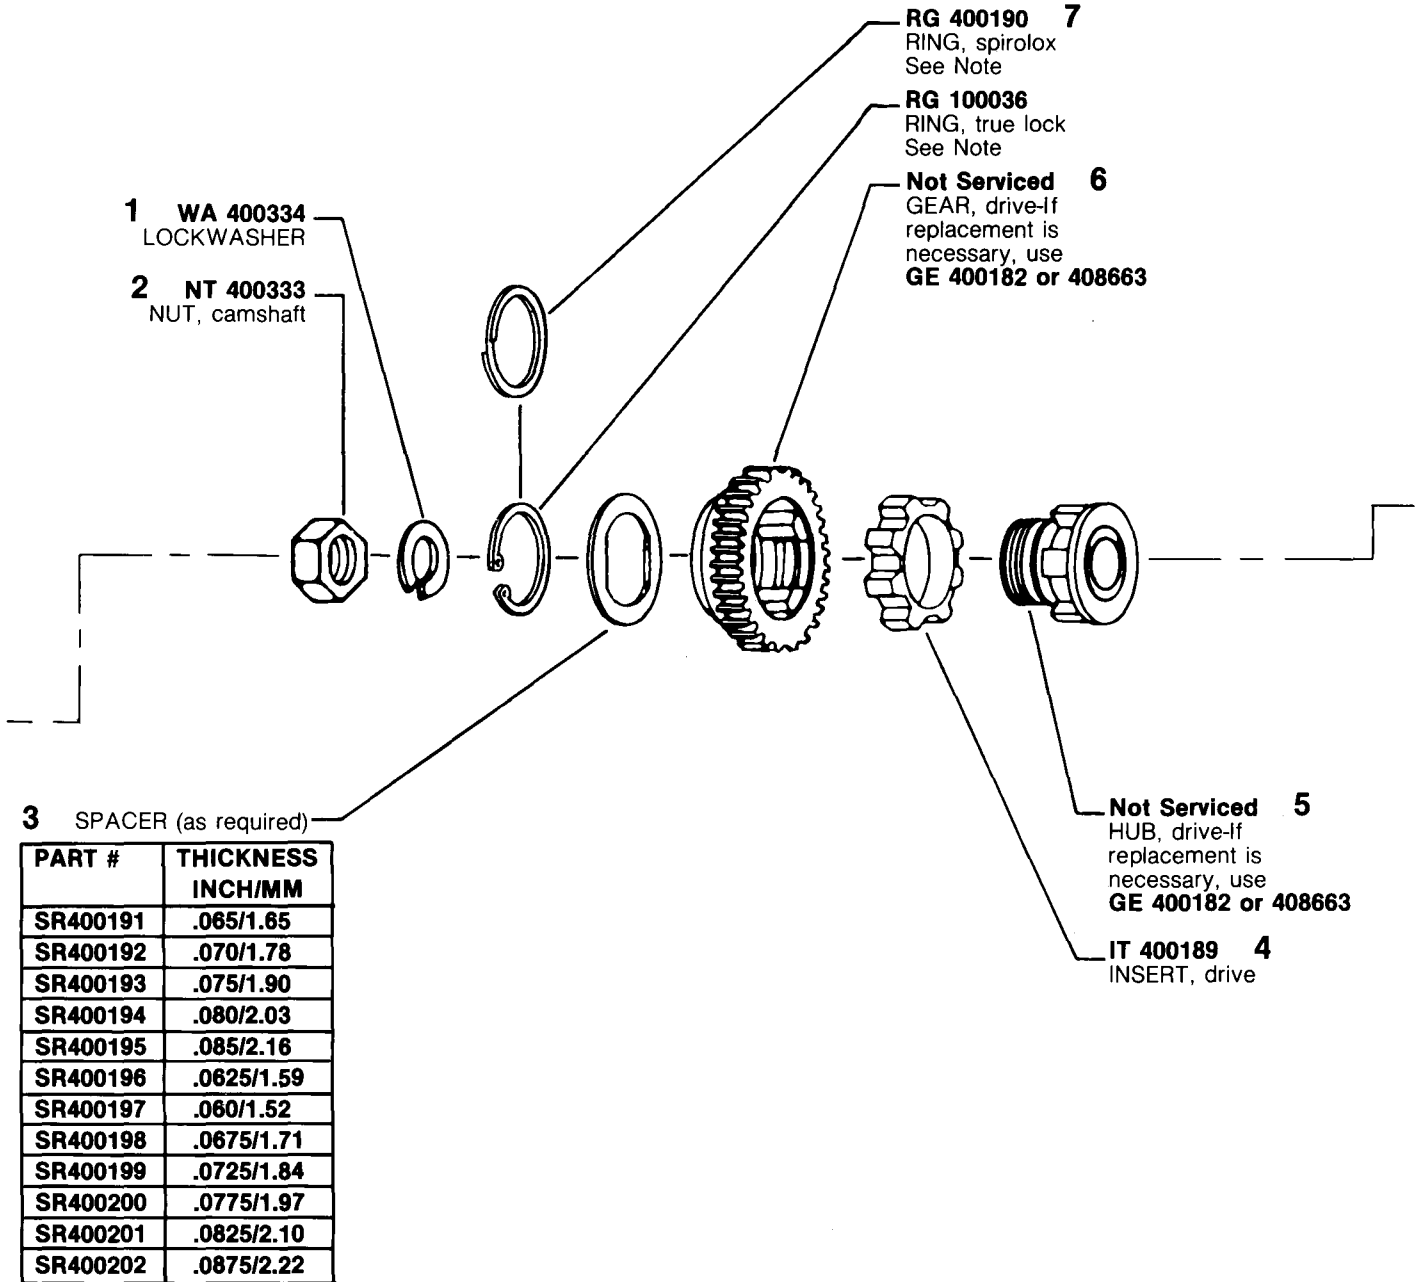 RG 400190 7
RING, spirolox
See Note
RG 100036
RING, true lock
See Note
Not Serviced 6
GEAR, drive-If
replacement is
necessary, use
GE 400182 or 408663
1 WA 400334
LOCKWASHER
2 NT 400333
NUT, camshaft
3 SPACER (as required)
PART # THICKNESS
INCH/MM
SR400191 .065/1.65
SR400192 .070/1.78
SR400193 .075/1.90
SR400194 .080/2.03
SR400195 .085/2.16
SR400196 .0625/1.59
SR400197 .060/1.52
SR400198 .0675/1.71
SR400199 .0725/1.84
SR400200 .0775/1.97
SR400201 .0825/2.10
SR400202 .0875/2.22
Not Serviced 5
HUB, drive-If
replacement is
necessary, use
GE 400182 or 408663
IT 400189 4
INSERT, drive